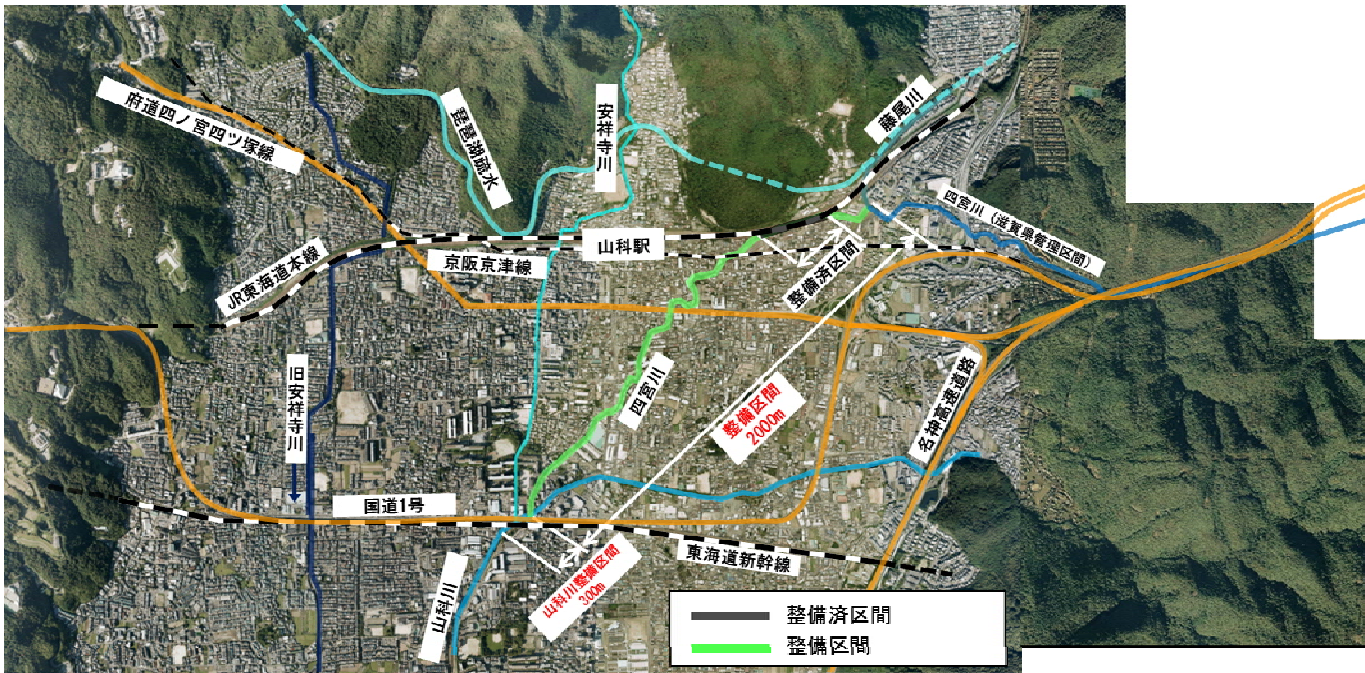 府道四ノ宮四ツ塚線
琵琶湖疏水
安祥寺川
藤尾川
四宮川（滋賀県管理区間）
山科駅
京阪京津線
JR東海道本線
整備済区間
四宮川
整備区間
2000m
名神高速道路
旧安祥寺川
国道1号
東海道新幹線
山科川
山科川整備区間
300m
整備済区間
整備区間